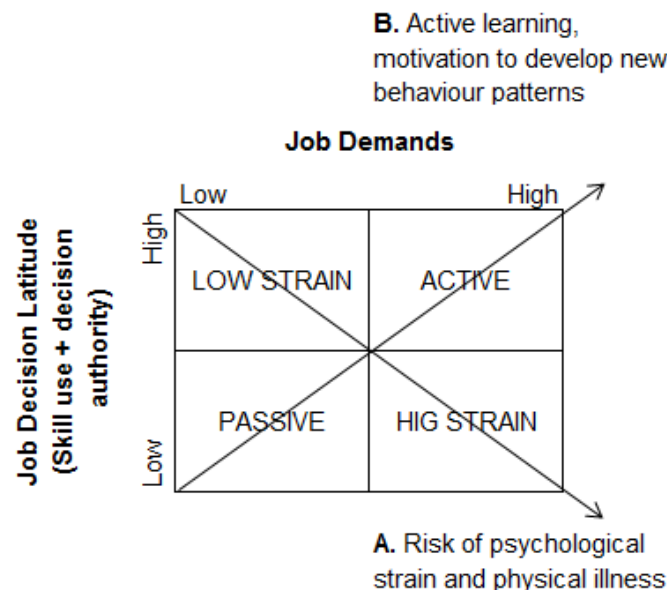 B. Active learning,
motivation to develop new
behaviour patterns
Job Demands
Low High
Job Decision Latitude
(Skill use + decision
authority)
High
LOW STRAIN ACTIVE
Low
PASSIVE HIG STRAIN
A. Risk of psychological
strain and physical illness